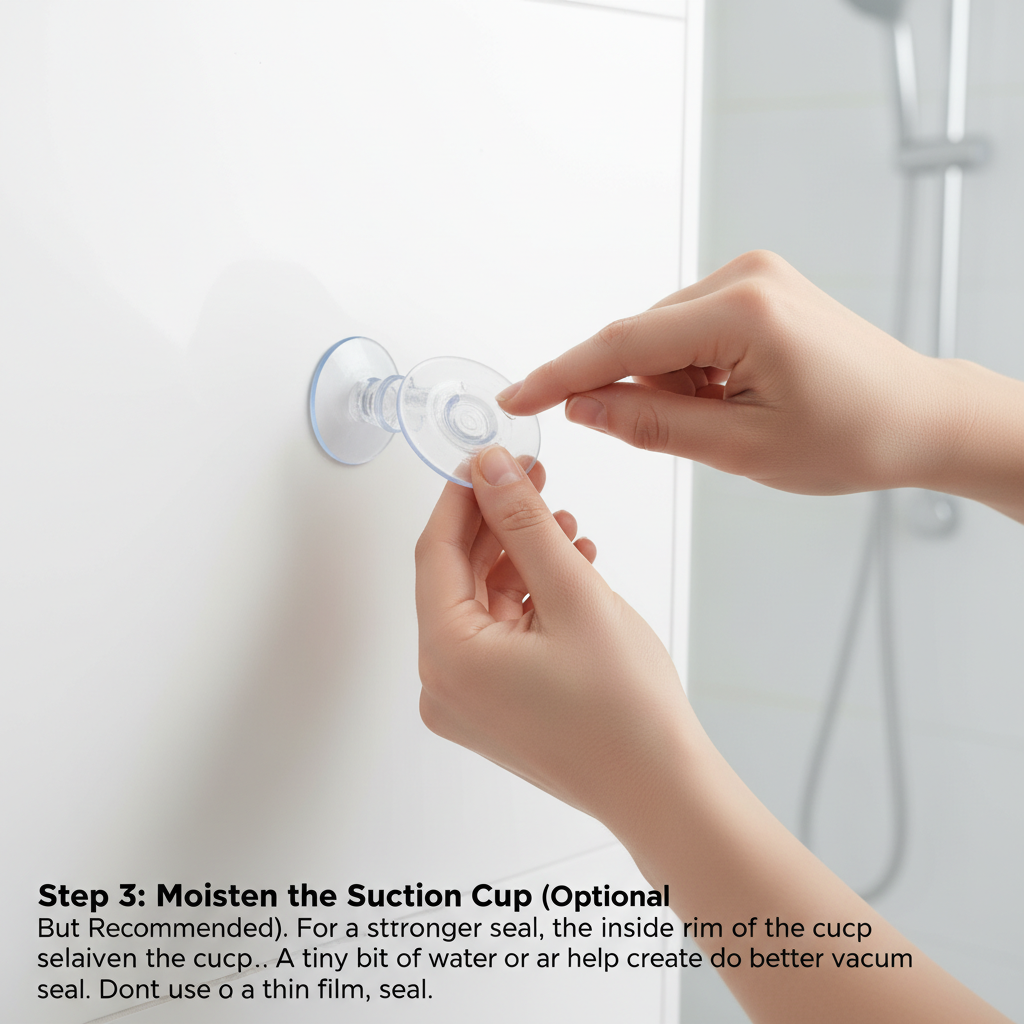 Step 3: Moisten the Suction Cup (Optional
But Recommended). For a sttronger seal, the inside rim of the cucp
selaiven the cucp.. A tiny bit of water or ar help create do better vacum
seal. Dont use o a thin film, seal.